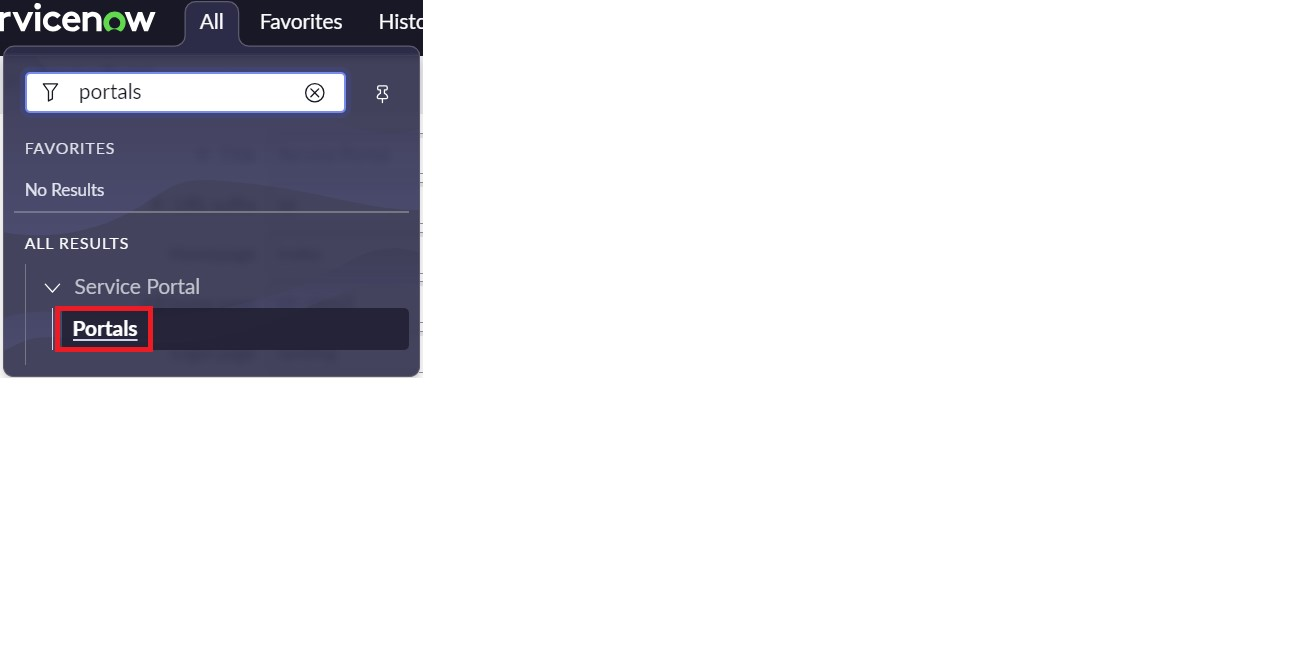 rvicenow All Favorites Histo
portals
FAVORITES
No Results
ALL RESULTS
Service Portal
Portals